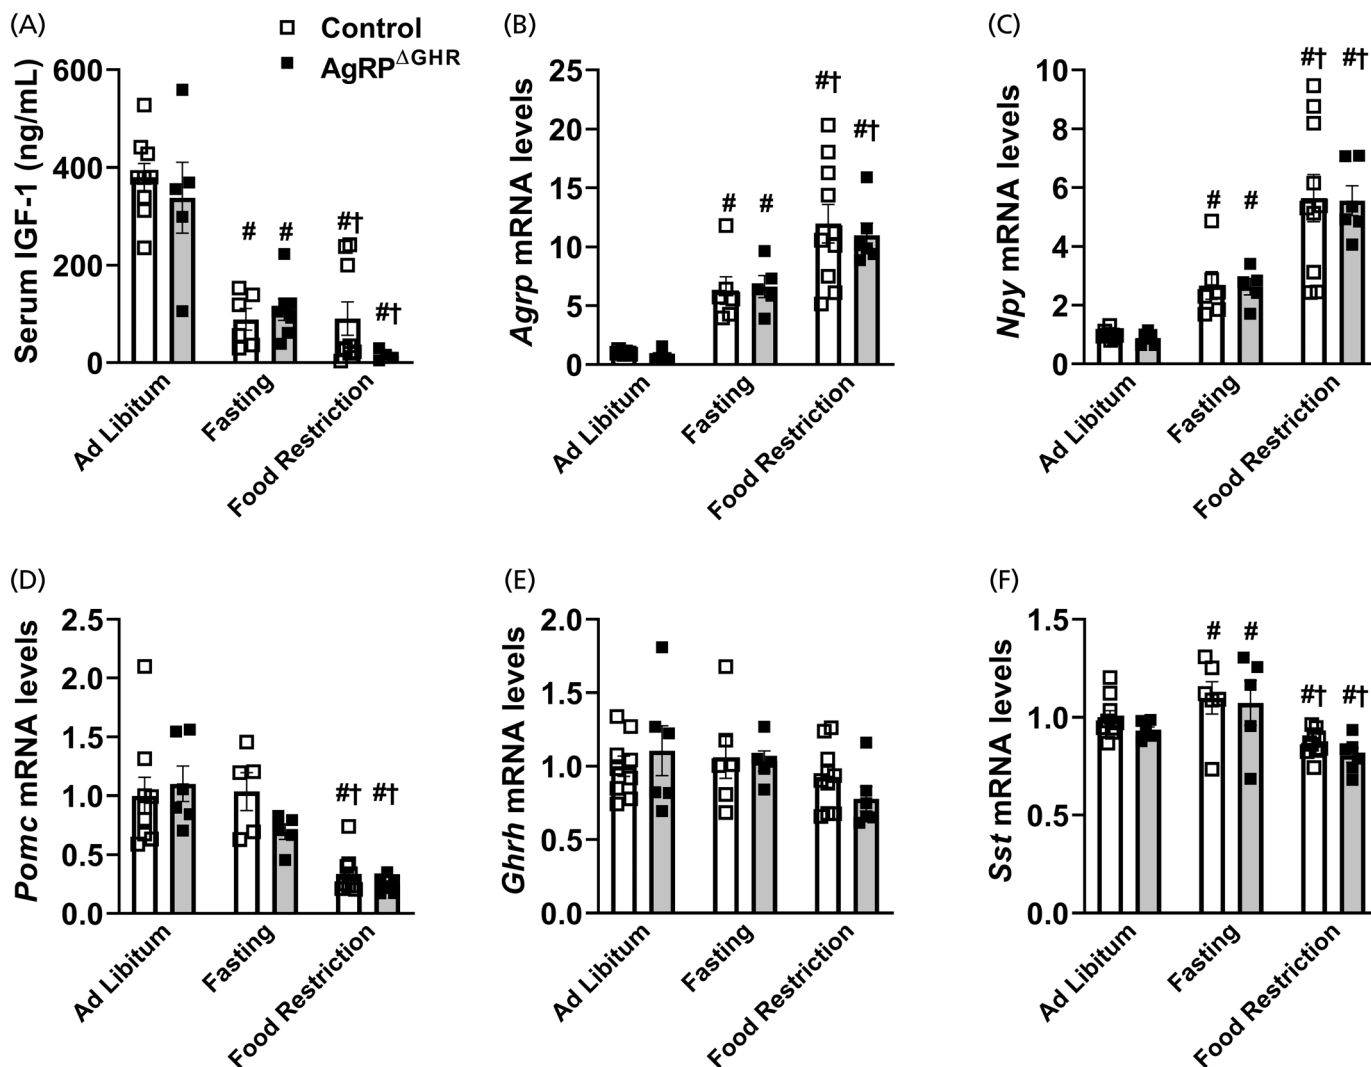 (A)
Control
AgRPΔGHR
Serum IGF-1 (ng/mL)
600
400
200
0
#
#
#†
#†
Ad Libitum
Fasting
Food Restriction
(B)
Agrp mRNA levels
25
20
15
10
5
0
#
#
#†
#†
Ad Libitum
Fasting
Food Restriction
(C)
Npy mRNA levels
10
8
6
4
2
0
#
#
#†
#†
Ad Libitum
Fasting
Food Restriction
(D)
Pomc mRNA levels
2.5
2.0
1.5
1.0
0.5
0.0
#†
#†
Ad Libitum
Fasting
Food Restriction
(E)
Ghrh mRNA levels
2.0
1.5
1.0
0.5
0.0
Ad Libitum
Fasting
Food Restriction
(F)
Sst mRNA levels
1.5
1.0
0.5
0.0
#
#
#†
#†
Ad Libitum
Fasting
Food Restriction